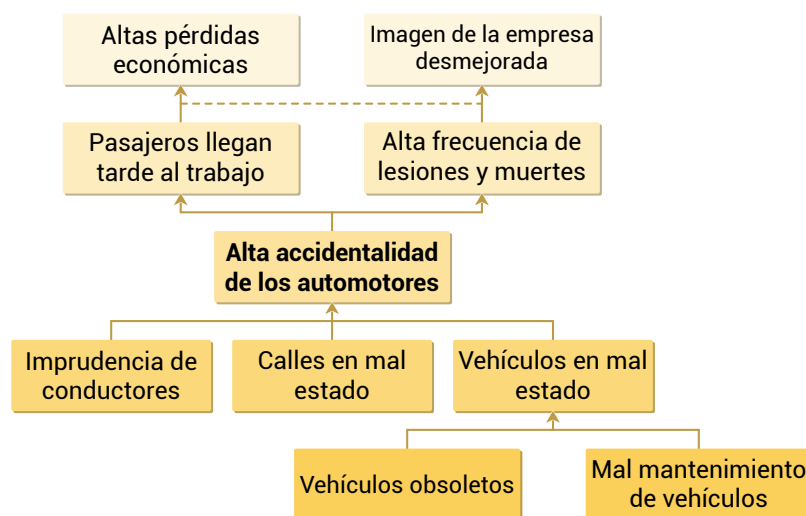 Altas pérdidas
económicas
Imagen de la empresa
desmejorada
Pasajeros llegan
tarde al trabajo
Alta frecuencia de
lesiones y muertes
Alta accidentalidad
de los automotores
Imprudencia de
conductores
Calles en mal
estado
Vehículos en mal
estado
Vehículos obsoletos
Mal mantenimiento
de vehículos